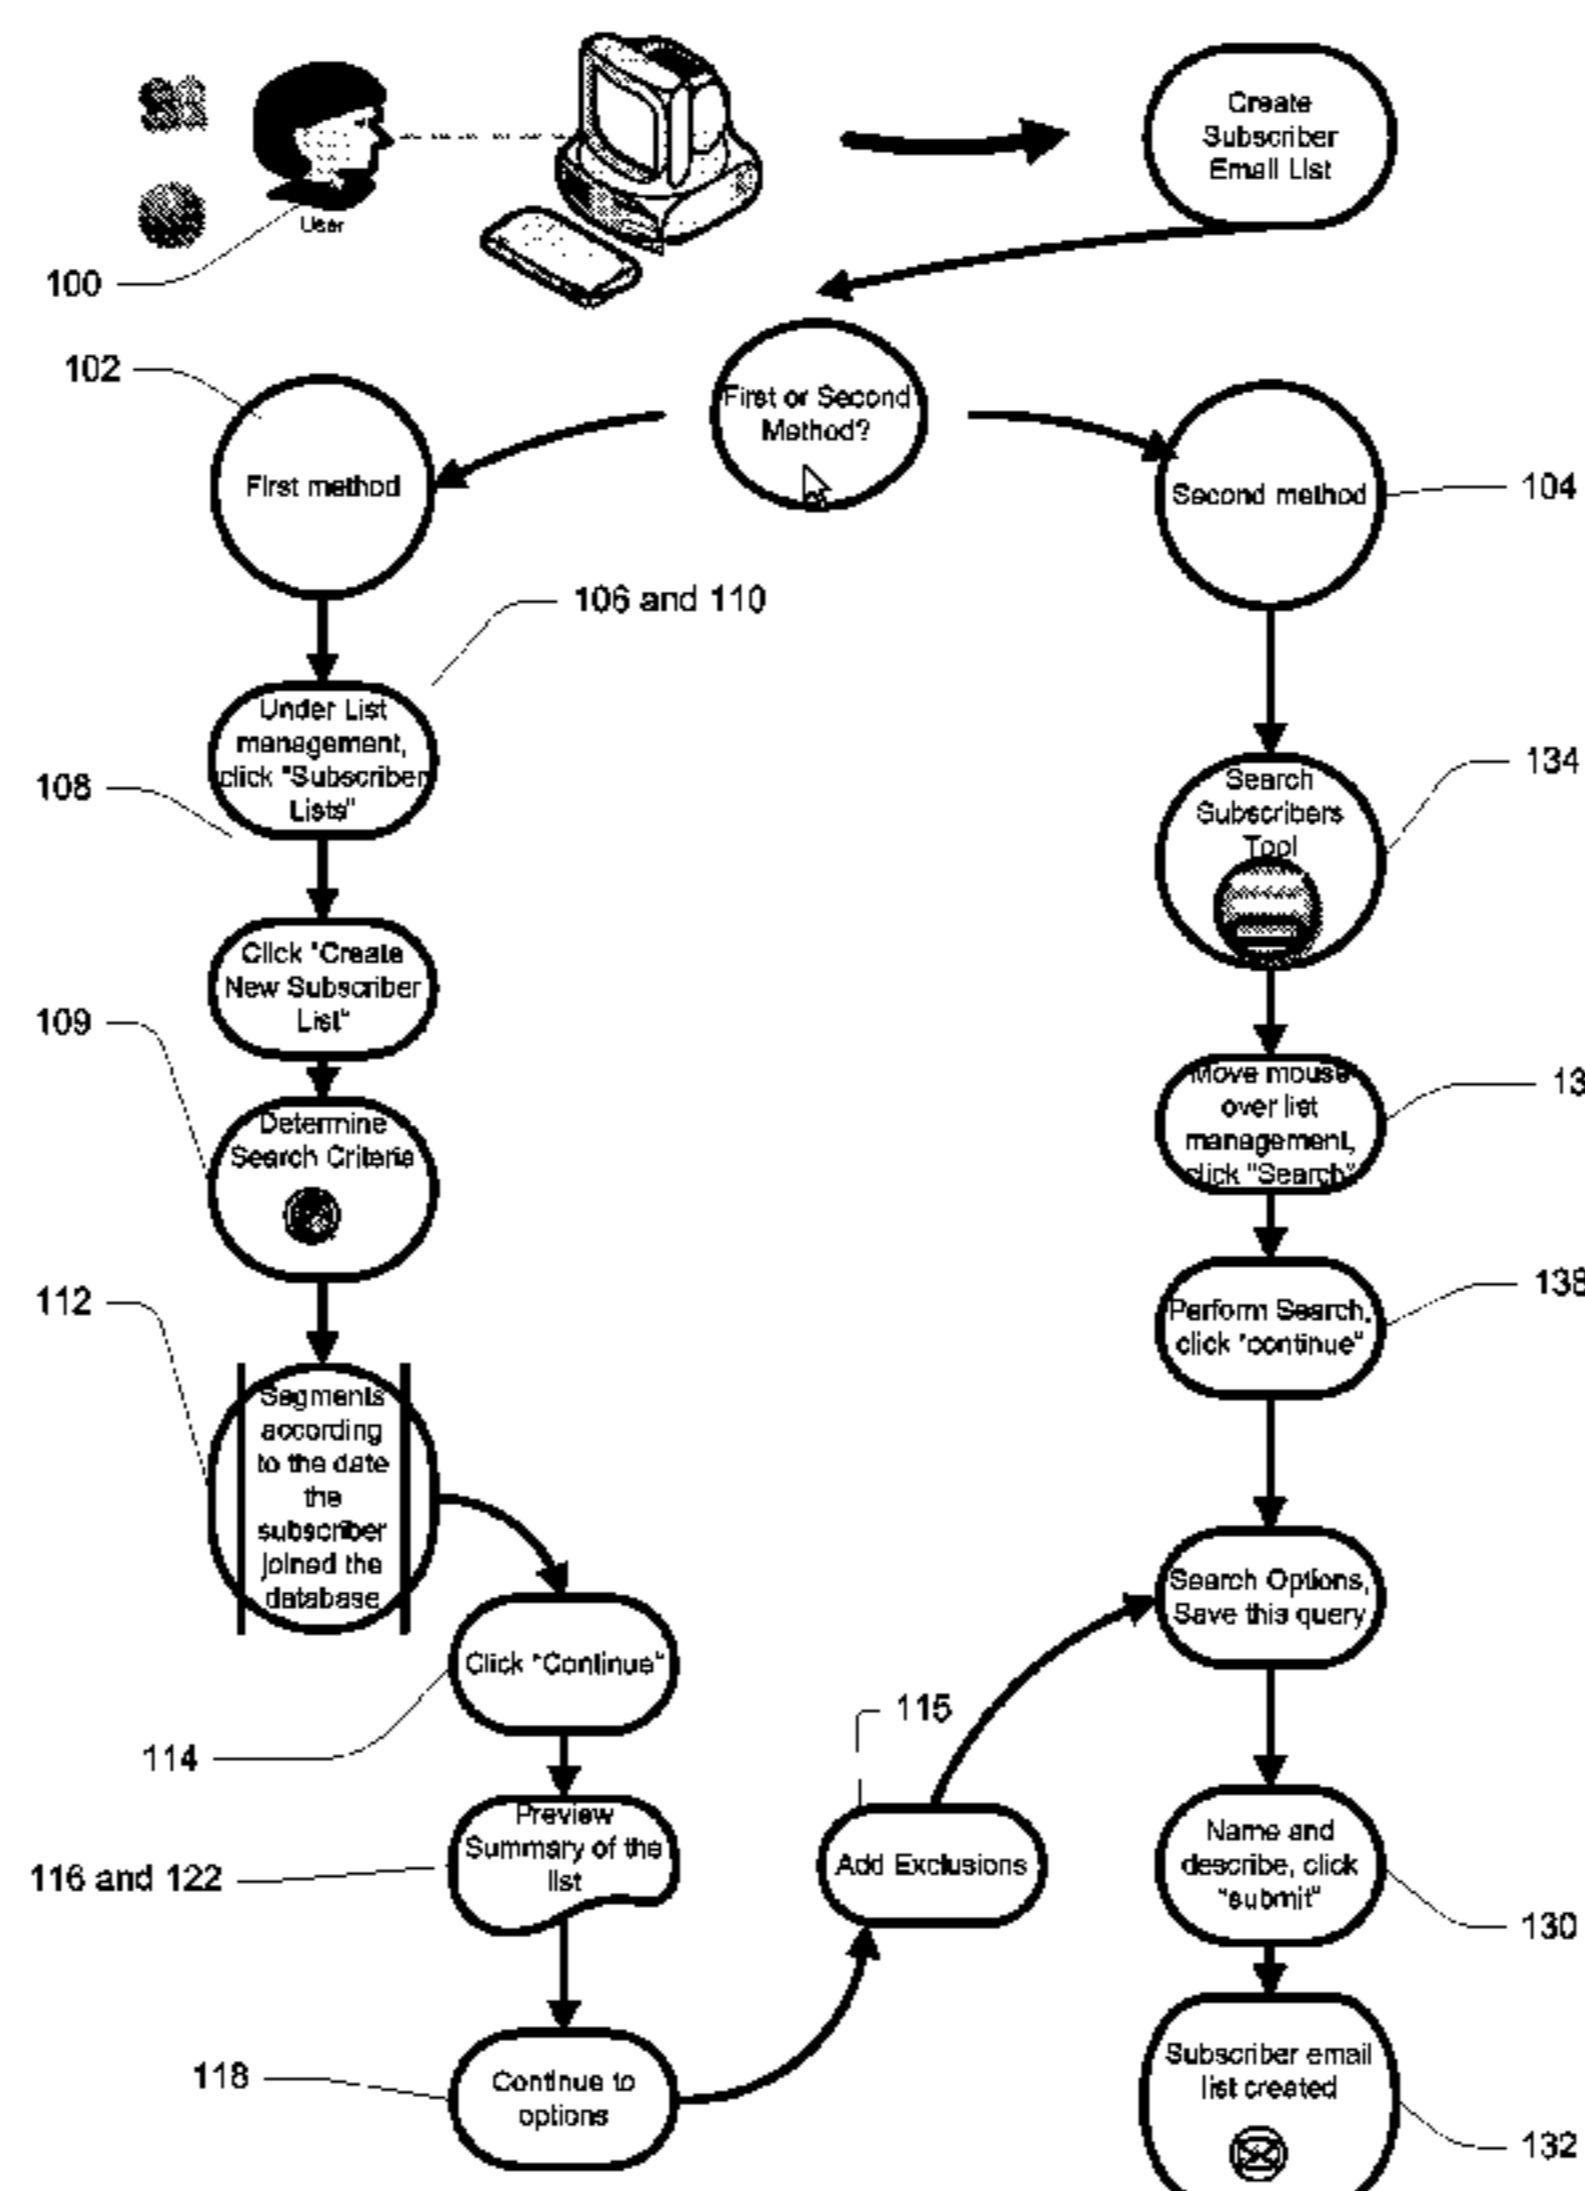 Create
Subscriber
Email List
User
100
102
First or Second
Method?
First method
Second method
104
106 and 110
Under List
management,
click "Subscriber
Lists"
108
Search
Subscribers
Tool
134
Click "Create
New Subscriber
List"
109
Determine
Search Criteria
Move mouse
over list
management,
click "Search"
13
Perform Search,
click "continue"
138
112
Segments
according
to the date
the
subscriber
joined the
database
Click "Continue"
114
Search Options,
Save this query
115
Preview
Summary of the
list
116 and 122
Add Exclusions
Name and
describe, click
"submit"
130
Continue to
options
118
Subscriber email
list created
132